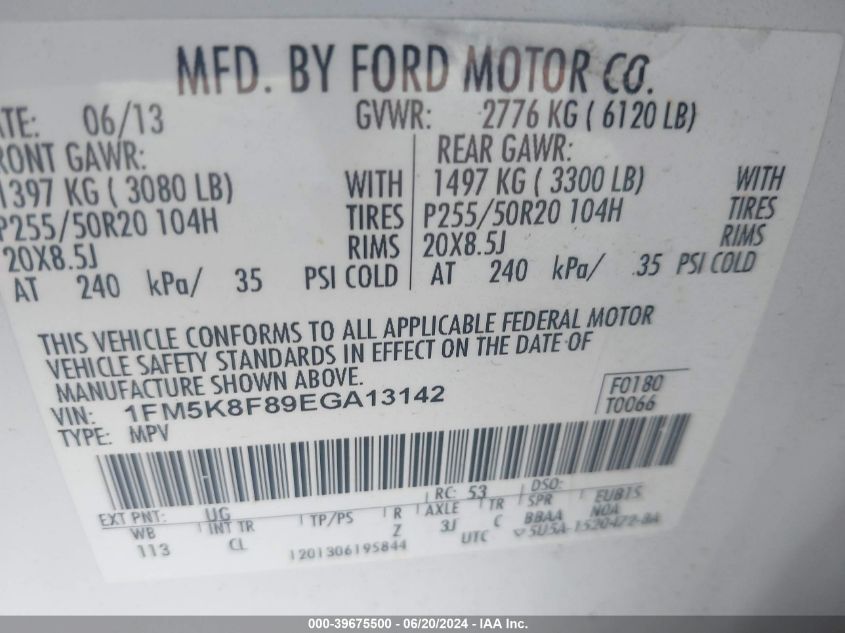 MFD. BY FORD MOTOR CO.
ATE: 06/13 GVWR: 2776 KG ( 6120 LB)
RONT GAWR: REAR GAWR:
1397 KG ( 3080 LB) WITH 1497 KG ( 3300 LB) WITH
P255/50R20 104H TIRES P255/50R20 104H TIRES
20X8.5J RIMS 20X8.5J RIMS
AT 240 kPa/ 35 PSI COLD AT 240 kPa/ 35 PSI COLD
THIS VEHICLE CONFORMS TO ALL APPLICABLE FEDERAL MOTOR
VEHICLE SAFETY STANDARDS IN EFFECT ON THE DATE OF
MANUFACTURE SHOWN ABOVE.
VIN: 1FM5K8F89EGA13142 F0180
TYPE: MPV T0066
EXT PNT: UG RC: 53 DSO:
WB INT TR TP/PS R AXLE TR SPR EUB1S
113 CL Z 3J C BBAA NOA
1201306195844 UTC 5U5A-1520472-BA
000-39675500 - 06/20/2024 - IAA Inc.